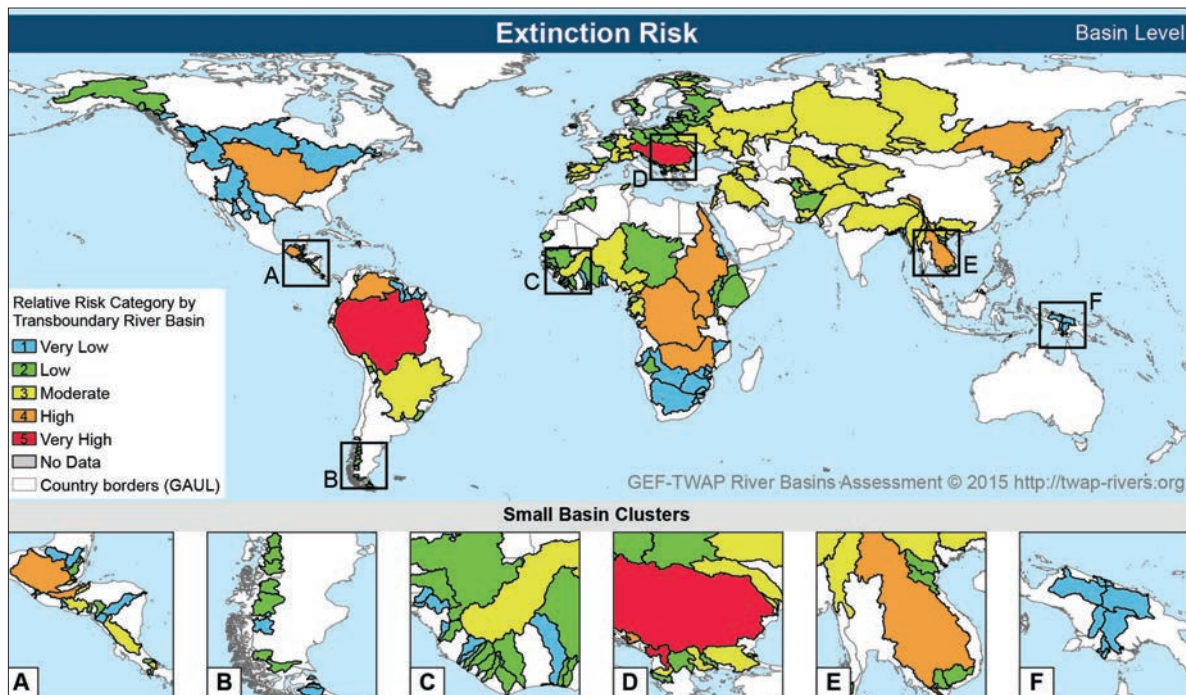 Extinction Risk
Basin Level
A
B
C
D
E
F
Relative Risk Category by
Transboundary River Basin
1 Very Low
2 Low
3 Moderate
4 High
5 Very High
No Data
Country borders (GAUL)
GEF-TWAP River Basins Assessment © 2015 http://twap-rivers.org
Small Basin Clusters
A
B
C
D
E
F